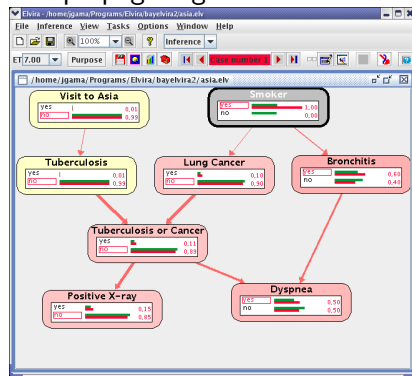 Elvira - /home/jgama/Programs/Elvira/bayelvira2/asia.elv
File Inference View Tasks Options Window Help
100% Inference
ET 7.00 Purpose Case number 1
/home/jgama/Programs/Elvira/bayelvira2/asia.elv
Visit to Asia
yes 0,01
no 0,99
Smoker
yes 1,00
no 0,00
Tuberculosis
yes 0,01
no 0,99
Lung Cancer
yes 0,10
no 0,90
Bronchitis
yes 0,60
no 0,40
Tuberculosis or Cancer
yes 0,11
no 0,89
Positive X-ray
yes 0,15
no 0,85
Dyspnea
yes 0,50
no 0,50